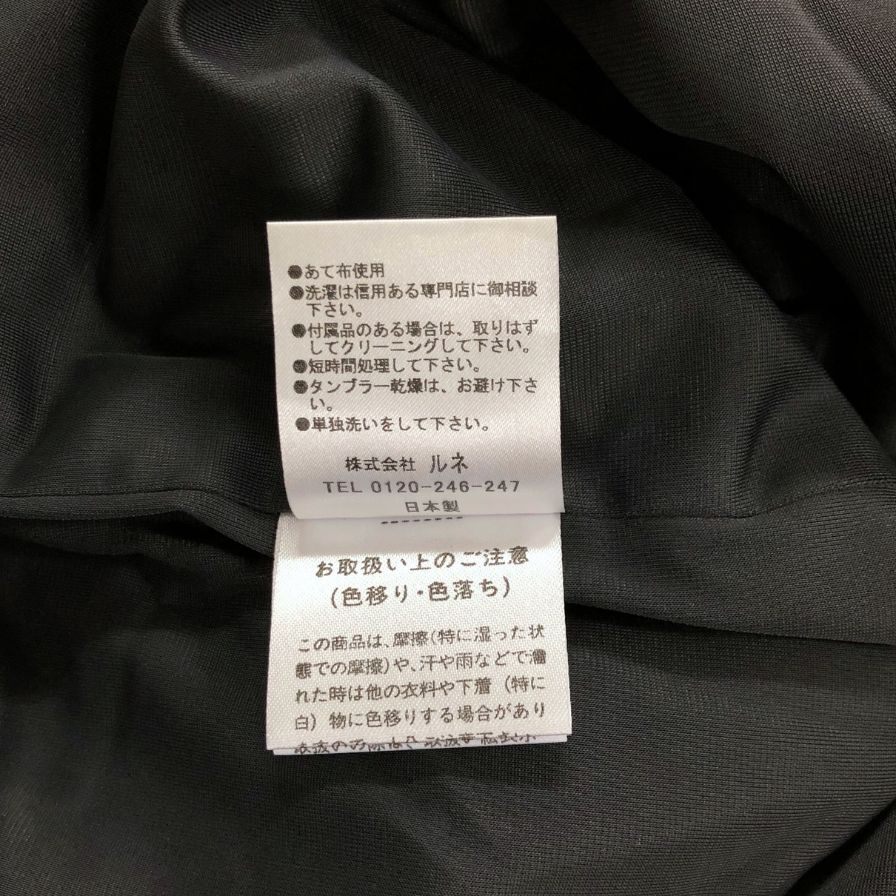 ●あて布使用
●洗濯は信用ある専門店に御相談
下さい。
●付属品のある場合は、取りはず
してクリーニングして下さい。
●短時間処理して下さい。
●タンブラー乾燥は、お避け下さ
い。
●単独洗いをして下さい。
株式会社 ルネ
TEL 0120-246-247
日本製
お取扱い上のご注意
(色移り・色落ち)
この商品は、摩擦(特に湿った状
態での摩擦)や、汗や雨などで濡
れた時は他の衣料や下着(特に
白)物に色移りする場合があり